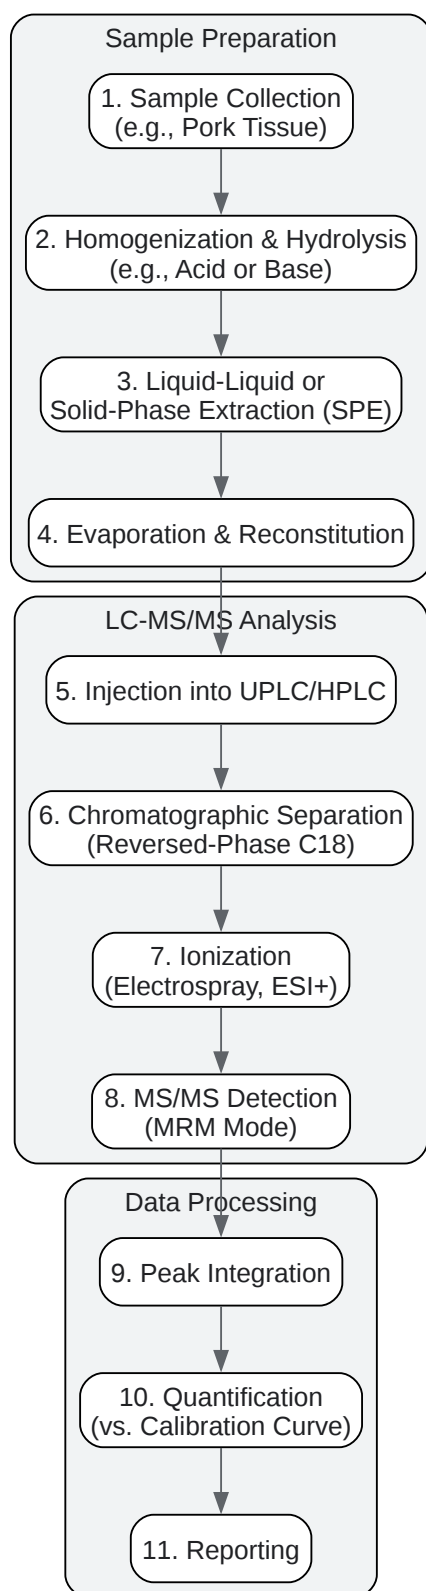 Sample Preparation
1. Sample Collection
(e.g., Pork Tissue)
2. Homogenization & Hydrolysis
(e.g., Acid or Base)
3. Liquid-Liquid or
Solid-Phase Extraction (SPE)
4. Evaporation & Reconstitution
LC-MS/MS Analysis
5. Injection into UPLC/HPLC
6. Chromatographic Separation
(Reversed-Phase C18)
7. Ionization
(Electrospray, ESI+)
8. MS/MS Detection
(MRM Mode)
Data Processing
9. Peak Integration
10. Quantification
(vs. Calibration Curve)
11. Reporting